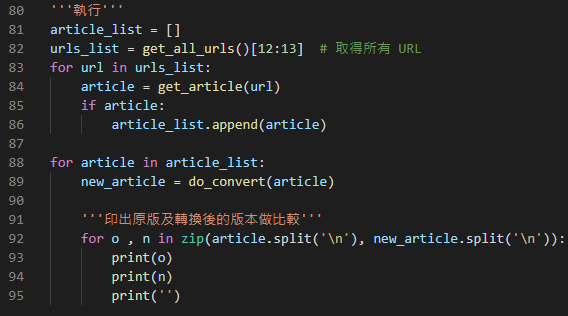 80 '''執行'''
81 article_list = []
82 urls_list = get_all_urls()[12:13]  # 取得所有 URL
83 for url in urls_list:
84     article = get_article(url)
85     if article:
86         article_list.append(article)
87
88 for article in article_list:
89     new_article = do_convert(article)
90
91     '''印出原版及轉換後的版本做比較'''
92     for o , n in zip(article.split('\n'), new_article.split('\n')):
93         print(o)
94         print(n)
95         print('')